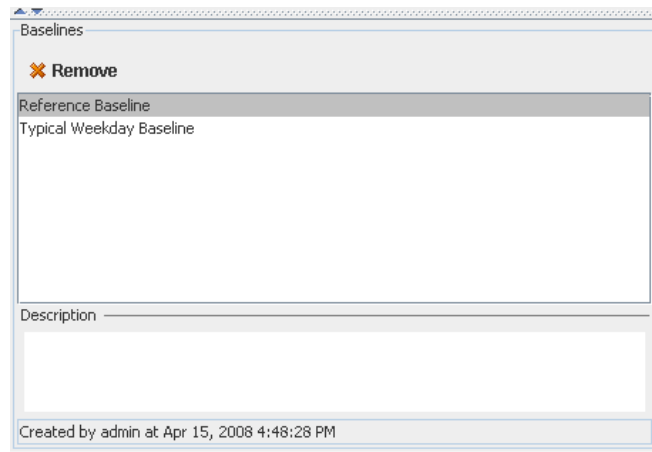 Baselines
Remove
Reference Baseline
Typical Weekday Baseline
Description
Created by admin at Apr 15, 2008 4:48:28 PM